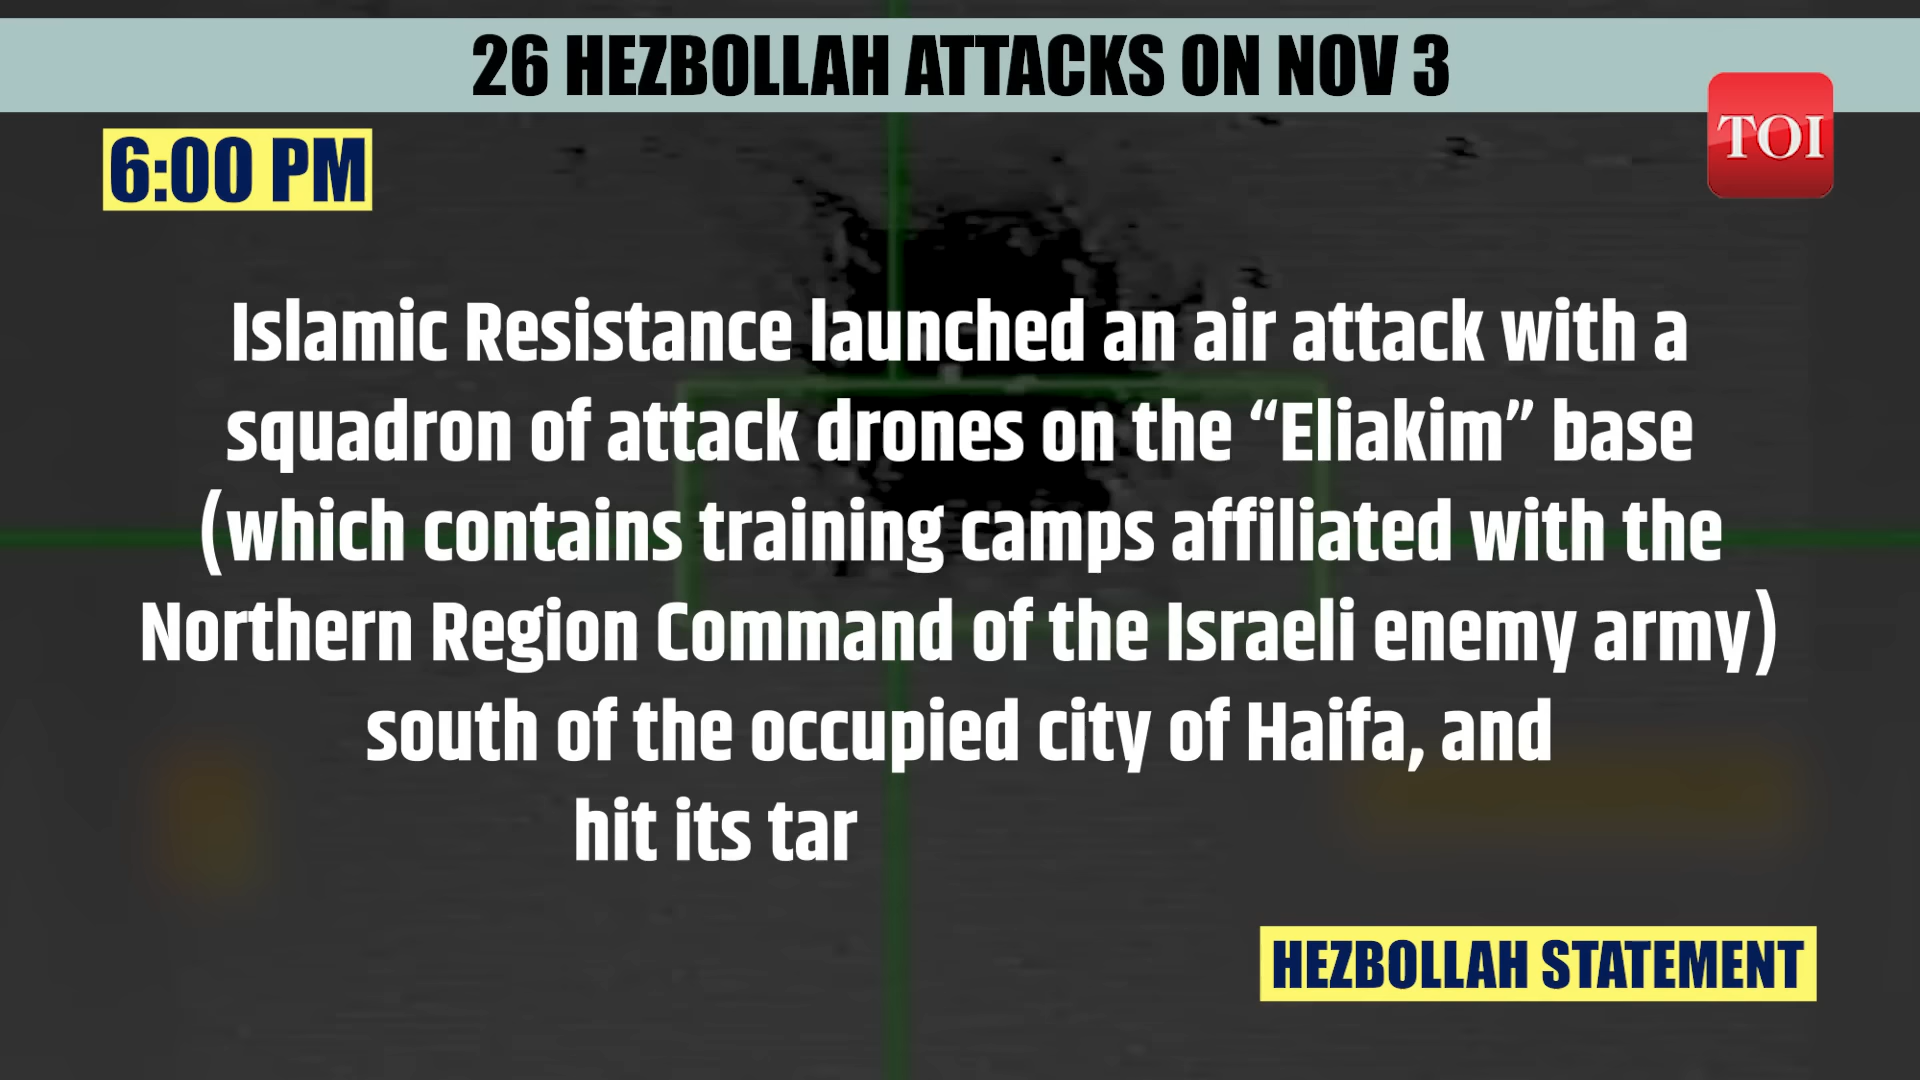 26 HEZBOLLAH ATTACKS ON NOV 3
TOI
6:00 PM
Islamic Resistance launched an air attack with a
squadron of attack drones on the “Eliakim” base
(which contains training camps affiliated with the
Northern Region Command of the Israeli enemy army)
south of the occupied city of Haifa, and
hit its tar
HEZBOLLAH STATEMENT